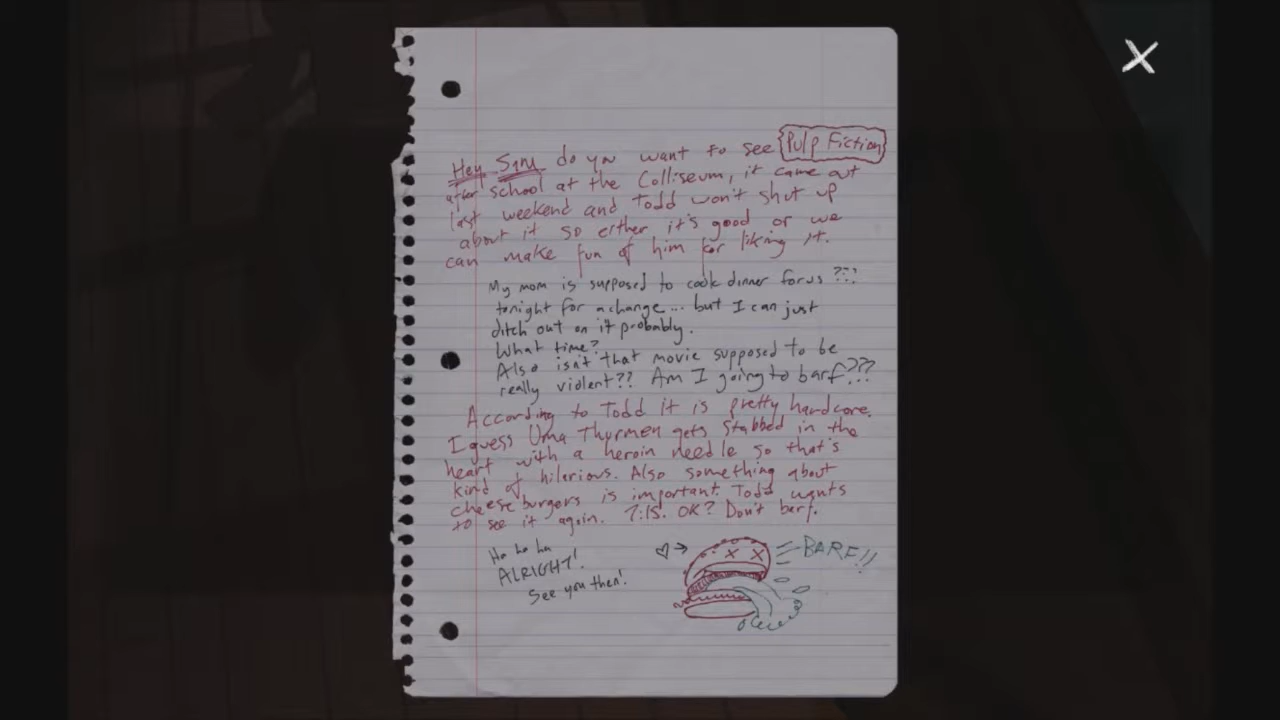 Hey Sam do you want to see Pulp Fiction
after school at the Colliseum, it came out
last weekend and Todd won't shut up
about it so either it's good or we
can make fun of him for liking it.
My mom is supposed to cook dinner for us ???
tonight for a change... but I can just
ditch out on it probably.
What time?
Also isn't that movie supposed to be
really violent?? Am I going to barf???
According to Todd it is pretty hardcore.
I guess Uma Thurmen gets stabbed in the
heart with a heroin needle so that's
kind of hilarious. Also something about
cheeseburgers is important. Todd wants
to see it again. 7:15. OK? Don't barf.
Ha ha ha
ALRIGHT!
See you then!
BARF!!